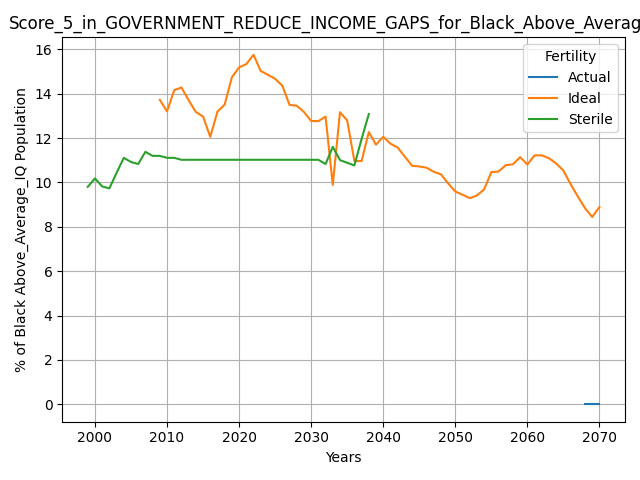 Score_5_in_GOVERNMENT_REDUCE_INCOME_GAPS_for_Black_Above_Averag
Fertility
Actual
Ideal
Sterile
% of Black Above_Average_IQ Population
16
14
12
10
8
6
4
2
0
2000 2010 2020 2030 2040 2050 2060 2070
Years